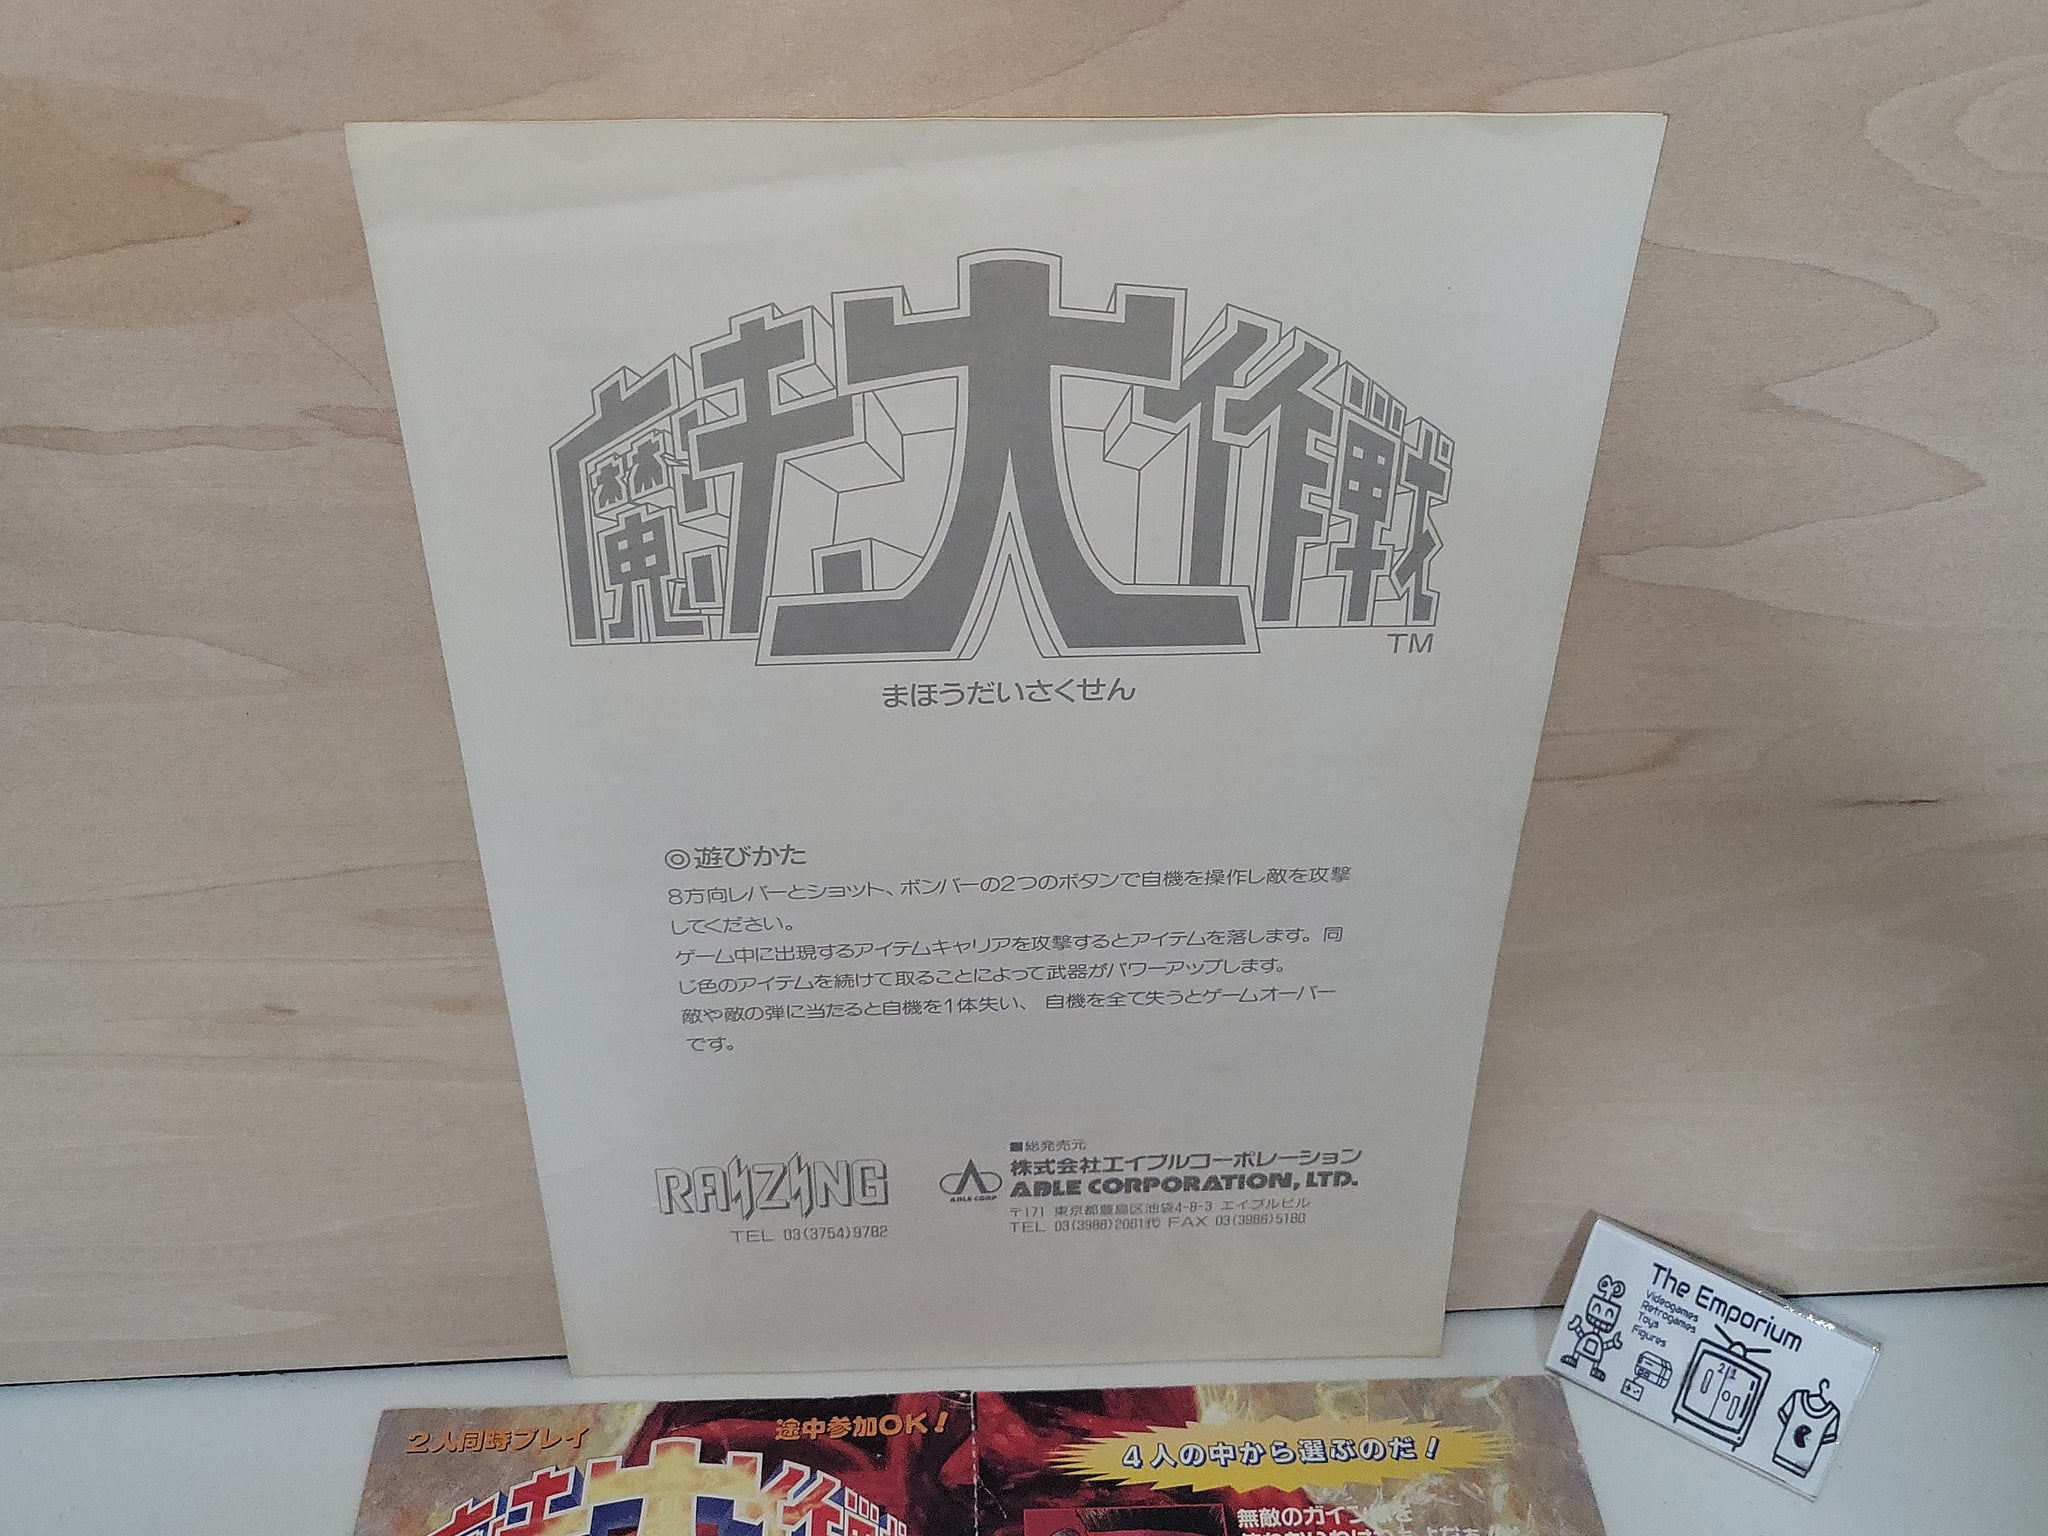 魔法大作戦
TM
まほうだいさくせん
◎遊びかた
8方向レバーとショット、ボンバーの2つのボタンで自機を操作し敵を攻撃
してください。
ゲーム中に出現するアイテムキャリアを攻撃するとアイテムを落します。同
じ色のアイテムを続けて取ることによって武器がパワーアップします。
敵や敵の弾に当たると自機を1体失い、自機を全て失うとゲームオーバー
です。
RAIZING
TEL 03(3754)9782
■総発売元
ABLE CORP
株式会社エイブルコーポレーション
ABLE CORPORATION, LTD.
〒171 東京都豊島区池袋4-8-3 エイブルビル
TEL 03(3988)2061代 FAX 03(3986)5180
The Emporium
Videogames
Retrogames
Toys
Figures
2人同時プレイ
途中参加OK!
4人の中から選ぶのだ!
魔法大作戦
無敵のガイン